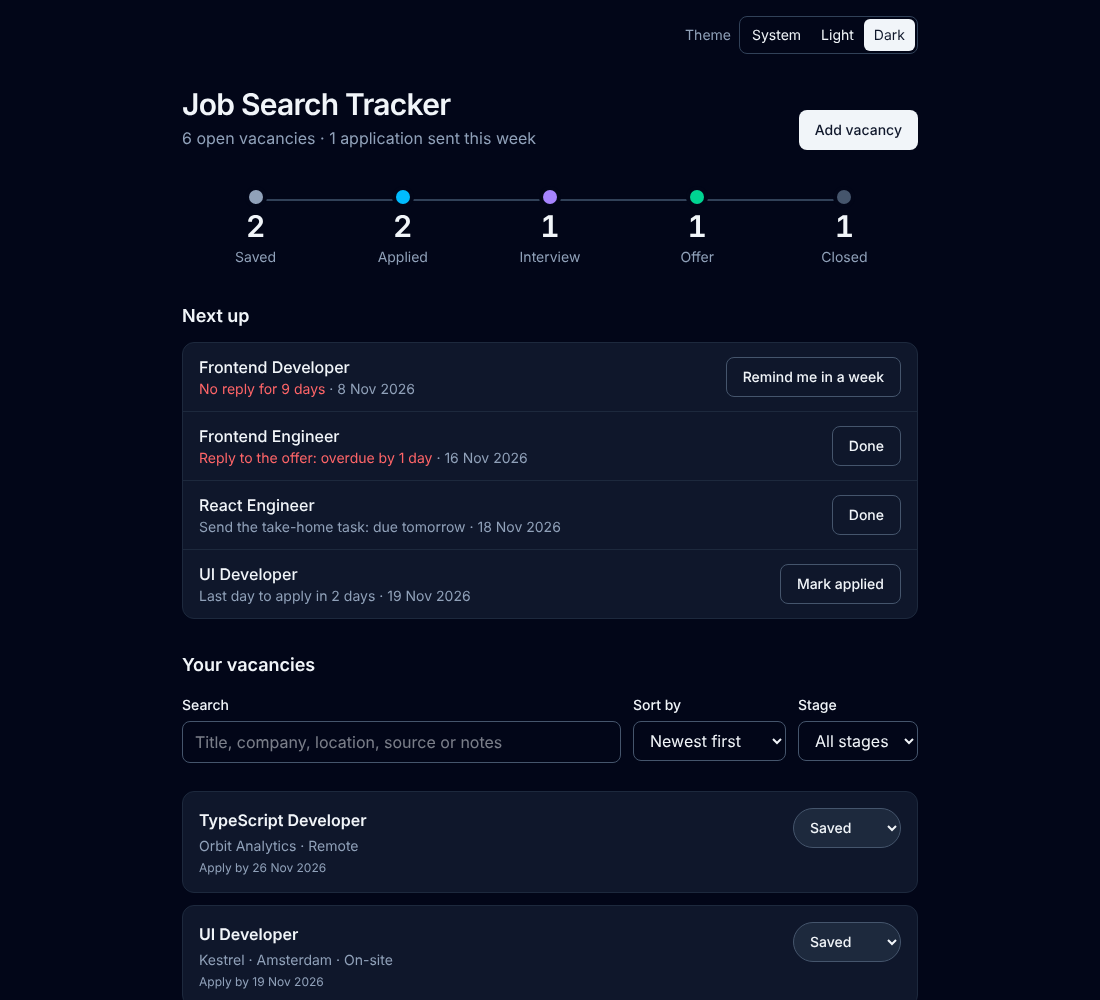 Theme System Light Dark
Job Search Tracker
6 open vacancies · 1 application sent this week
Add vacancy
2 2 1 1 1
Saved Applied Interview Offer Closed
Next up
Frontend Developer
No reply for 9 days · 8 Nov 2026
Remind me in a week
Frontend Engineer
Reply to the offer: overdue by 1 day · 16 Nov 2026
Done
React Engineer
Send the take-home task: due tomorrow · 18 Nov 2026
Done
UI Developer
Last day to apply in 2 days · 19 Nov 2026
Mark applied
Your vacancies
Search Sort by Stage
Title, company, location, source or notes Newest first All stages
TypeScript Developer
Saved
Orbit Analytics · Remote
Apply by 26 Nov 2026
UI Developer
Saved
Kestrel · Amsterdam · On-site
Apply by 19 Nov 2026